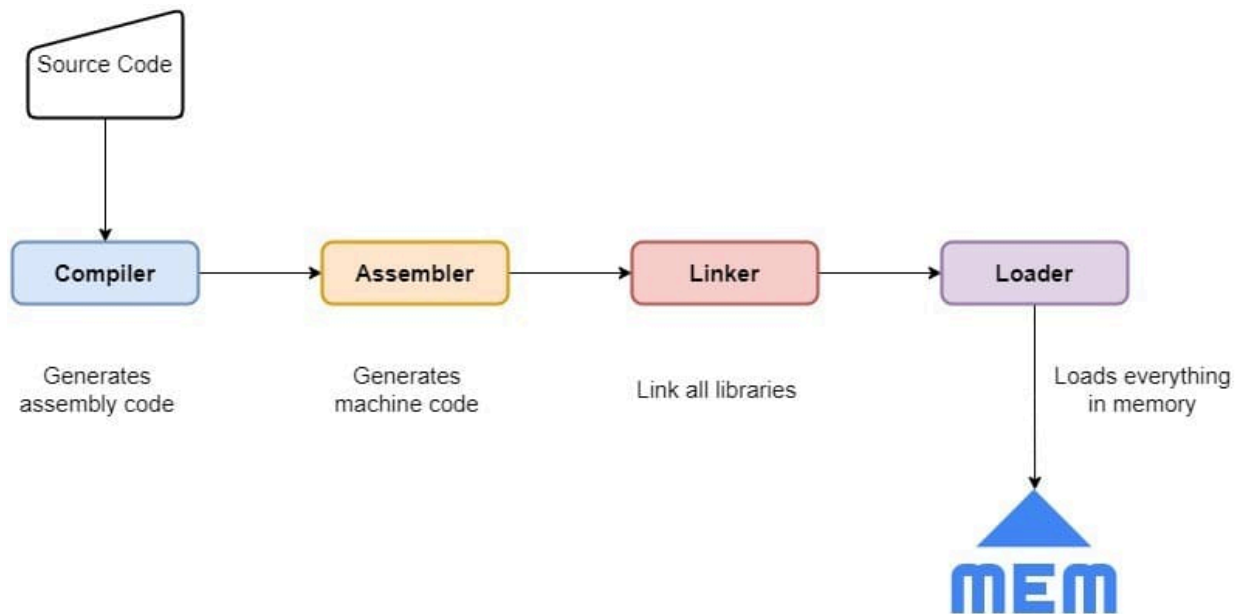 Source Code
Compiler
Assembler
Linker
Loader
Generates
assembly code
Generates
machine code
Link all libraries
Loads everything
in memory
MEM